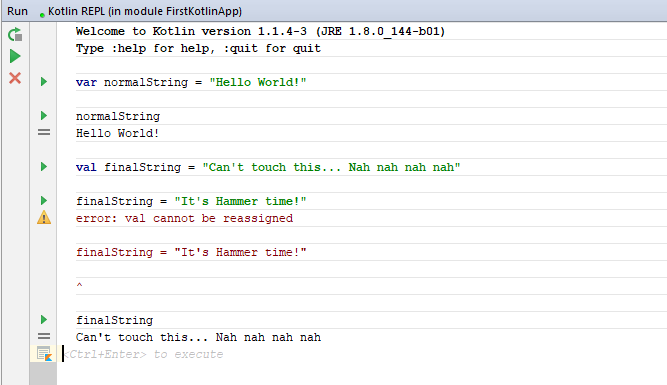 Run Kotlin REPL (in module FirstKotlinApp)
Welcome to Kotlin version 1.1.4-3 (JRE 1.8.0_144-b01)
Type :help for help, :quit for quit
var normalString = "Hello World!"
normalString
Hello World!
val finalString = "Can't touch this... Nah nah nah nah"
finalString = "It's Hammer time!"
error: val cannot be reassigned
finalString = "It's Hammer time!"
^
finalString
Can't touch this... Nah nah nah nah
<Ctrl+Enter> to execute